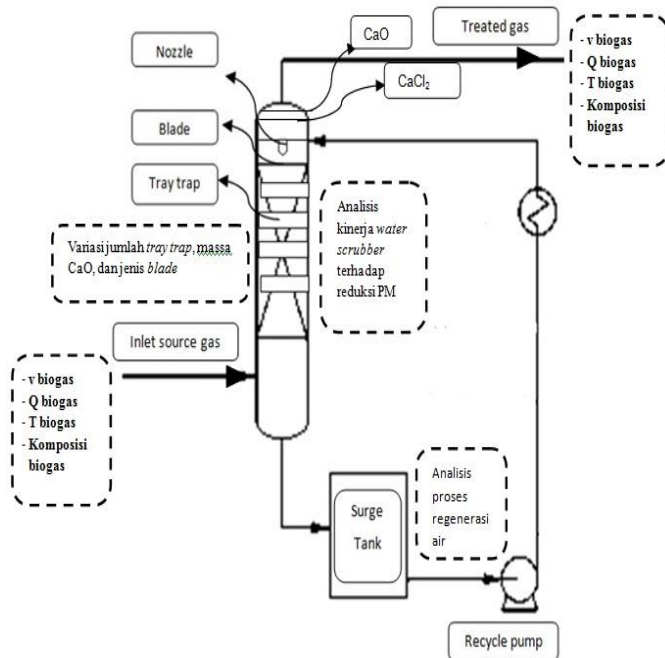 Nozzle
CaO
Treated gas
- v biogas
- Q biogas
- T biogas
- Komposisi
biogas
CaCl₂
Blade
Tray trap
Analisis
kinerja water
scrubber
terhadap
reduksi PM
Variasi jumlah tray trap, massa
CaO, dan jenis blade
Inlet source gas
- v biogas
- Q biogas
- T biogas
- Komposisi
biogas
Surge
Tank
Analisis
proses
regenerasi
air
Recycle pump